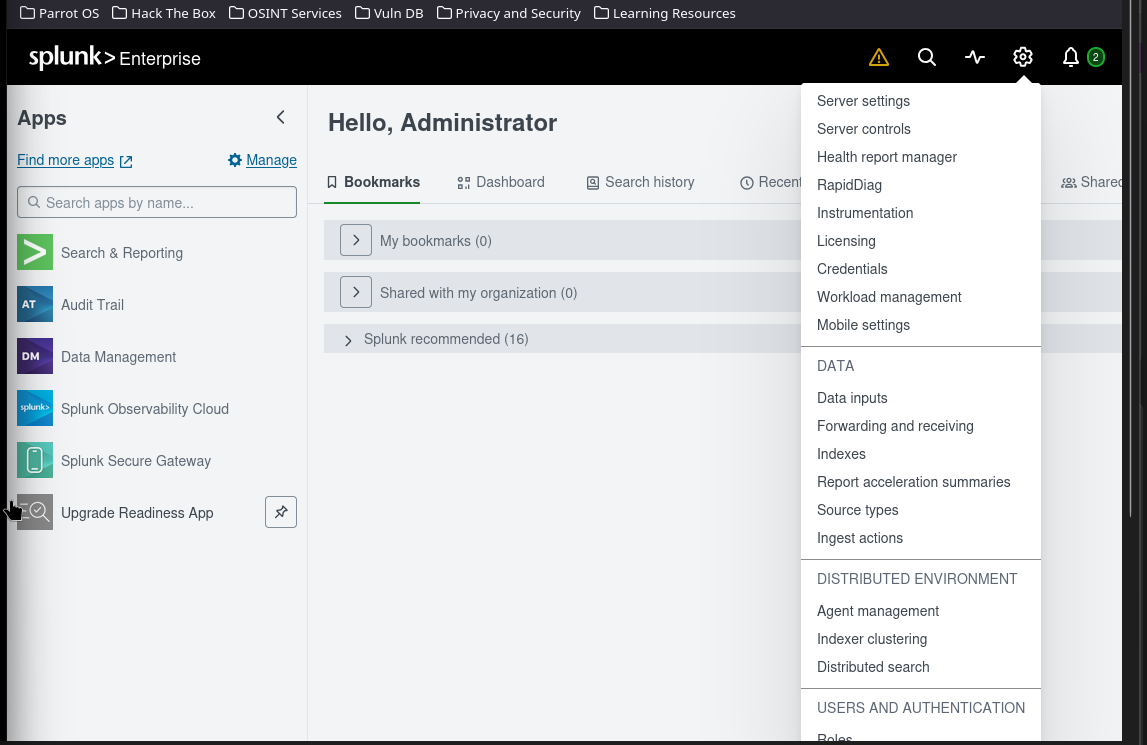 Parrot OS Hack The Box OSINT Services Vuln DB Privacy and Security Learning Resources
splunk> Enterprise
2
Apps
Find more apps Manage
Search apps by name...
Search & Reporting
AT Audit Trail
DM Data Management
splunk> Splunk Observability Cloud
Splunk Secure Gateway
Upgrade Readiness App
Hello, Administrator
Bookmarks Dashboard Search history Recent Shared
My bookmarks (0)
Shared with my organization (0)
Splunk recommended (16)
Server settings
Server controls
Health report manager
RapidDiag
Instrumentation
Licensing
Credentials
Workload management
Mobile settings
DATA
Data inputs
Forwarding and receiving
Indexes
Report acceleration summaries
Source types
Ingest actions
DISTRIBUTED ENVIRONMENT
Agent management
Indexer clustering
Distributed search
USERS AND AUTHENTICATION
Roles